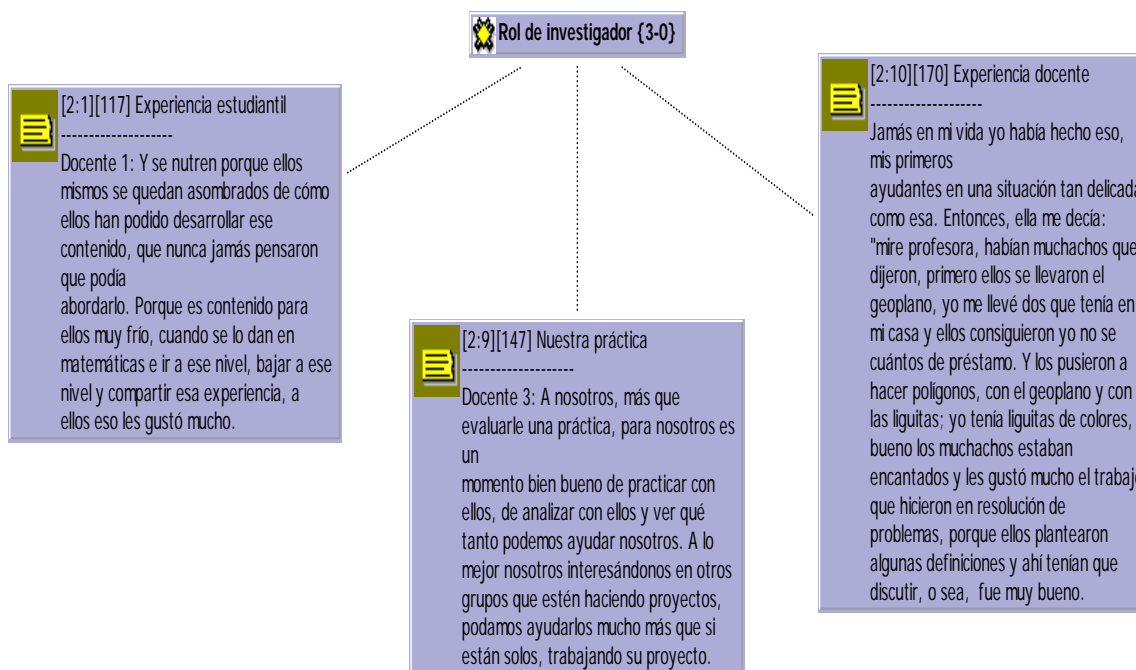 Rol de investigador {3-0}
[2:1][117] Experiencia estudiantil
--------------------
Docente 1: Y se nutren porque ellos
mismos se quedan asombrados de cómo
ellos han podido desarrollar ese
contenido, que nunca jamás pensaron
que podía
abordarlo. Porque es contenido para
ellos muy frío, cuando se lo dan en
matemáticas e ir a ese nivel, bajar a ese
nivel y compartir esa experiencia, a
ellos eso les gustó mucho.
[2:9][147] Nuestra práctica
--------------------
Docente 3: A nosotros, más que
evaluarle una práctica, para nosotros es
un
momento bien bueno de practicar con
ellos, de analizar con ellos y ver qué
tanto podemos ayudar nosotros. A lo
mejor nosotros interesándonos en otros
grupos que estén haciendo proyectos,
podamos ayudarlos mucho más que si
están solos, trabajando su proyecto.
[2:10][170] Experiencia docente
--------------------
Jamás en mi vida yo había hecho eso,
mis primeros
ayudantes en una situación tan delicada
como esa. Entonces, ella me decía:
"mire profesora, habían muchachos que
dijeron, primero ellos se llevaron el
geoplano, yo me llevé dos que tenía en
mi casa y ellos consiguieron yo no se
cuántos de préstamo. Y los pusieron a
hacer polígonos, con el geoplano y con
las liguitas; yo tenía liguitas de colores,
bueno los muchachos estaban
encantados y les gustó mucho el trabajo
que hicieron en resolución de
problemas, porque ellos plantearon
algunas definiciones y ahí tenían que
discutir, o sea, fue muy bueno.